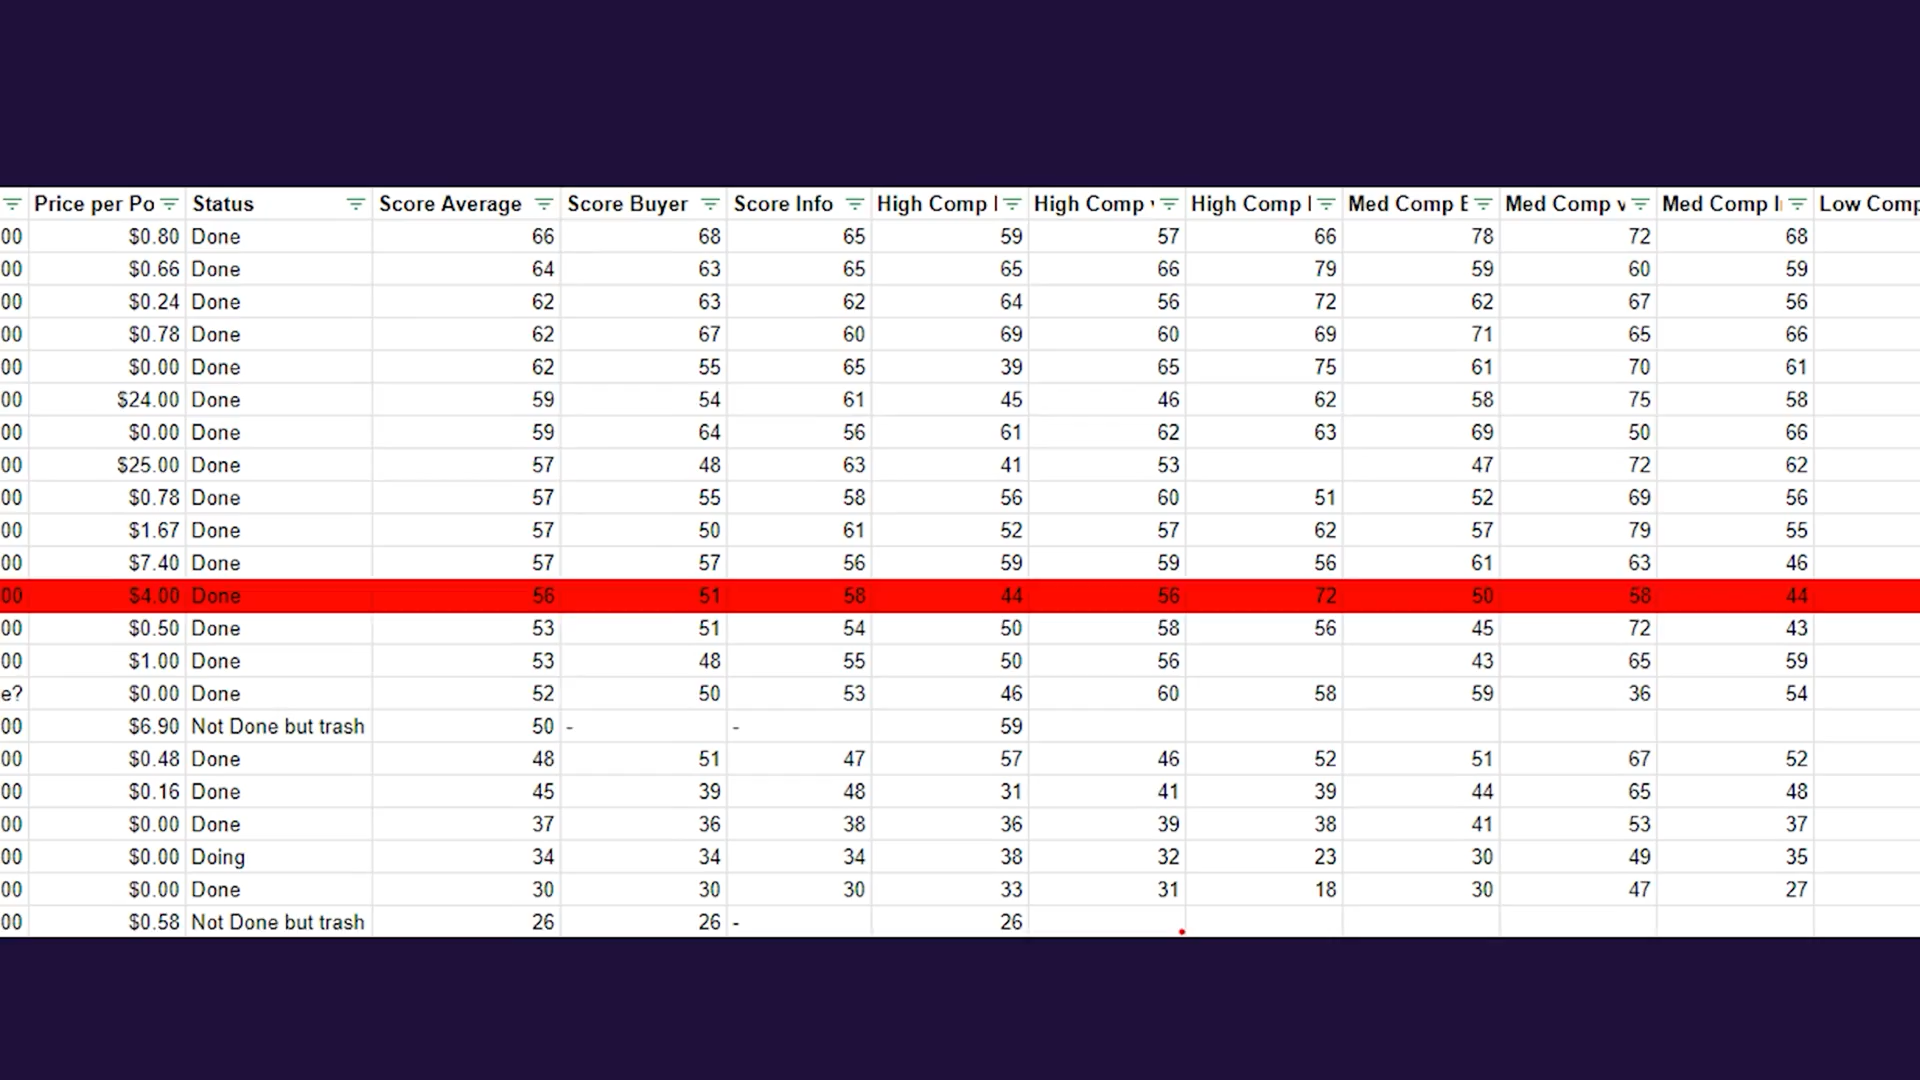 Price per Po Status Score Average Score Buyer Score Info High Comp High Comp High Comp Med Comp E Med Comp v Med Comp I Low Comp
00 $0.80 Done 66 68 65 59 57 66 78 72 68
00 $0.66 Done 64 63 65 65 66 79 59 60 59
00 $0.24 Done 62 63 62 64 56 72 62 67 56
00 $0.78 Done 62 67 60 69 60 69 71 65 66
00 $0.00 Done 62 55 65 39 65 75 61 70 61
00 $24.00 Done 59 54 61 45 46 62 58 75 58
00 $0.00 Done 59 64 56 61 62 63 69 50 66
00 $25.00 Done 57 48 63 41 53 47 72 62
00 $0.78 Done 57 55 58 56 60 51 52 69 56
00 $1.67 Done 57 50 61 52 57 62 57 79 55
00 $7.40 Done 57 57 56 59 59 56 61 63 46
00 $4.00 Done 56 51 58 44 56 72 50 58 44
00 $0.50 Done 53 51 54 50 58 56 45 72 43
00 $1.00 Done 53 48 55 50 56 43 65 59
e? $0.00 Done 52 50 53 46 60 58 59 36 54
00 $6.90 Not Done but trash 50 - - 59
00 $0.48 Done 48 51 47 57 46 52 51 67 52
00 $0.16 Done 45 39 48 31 41 39 44 65 48
00 $0.00 Done 37 36 38 36 39 38 41 53 37
00 $0.00 Doing 34 34 34 38 32 23 30 49 35
00 $0.00 Done 30 30 30 33 31 18 30 47 27
00 $0.58 Not Done but trash 26 26 - 26